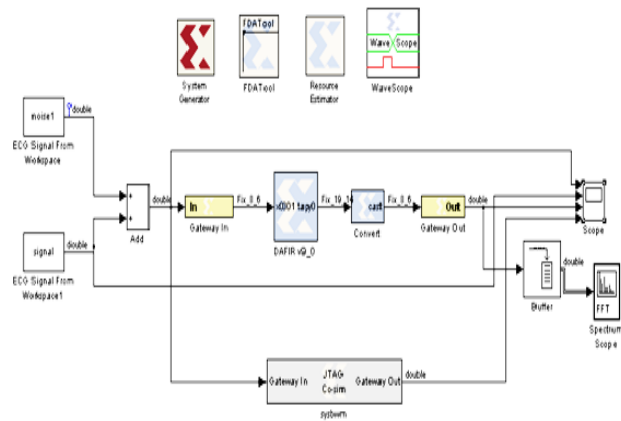 FDATool
Wave Scope
System
Generator
FDATool
Resource
Estimator
WaveScope
noise1
double
ECG Signal From
Workspace
signal
double
ECG Signal From
Workspace1
Add
double
In
Gateway In
Fix_8_6
DAFIR v9_0
cast
Convert
Fix_8_6
Out
Gateway Out
double
Scope
Buffer
double
FFT
Spectrum
Scope
Gateway In
JTAG
Co-sim
Gateway Out
double